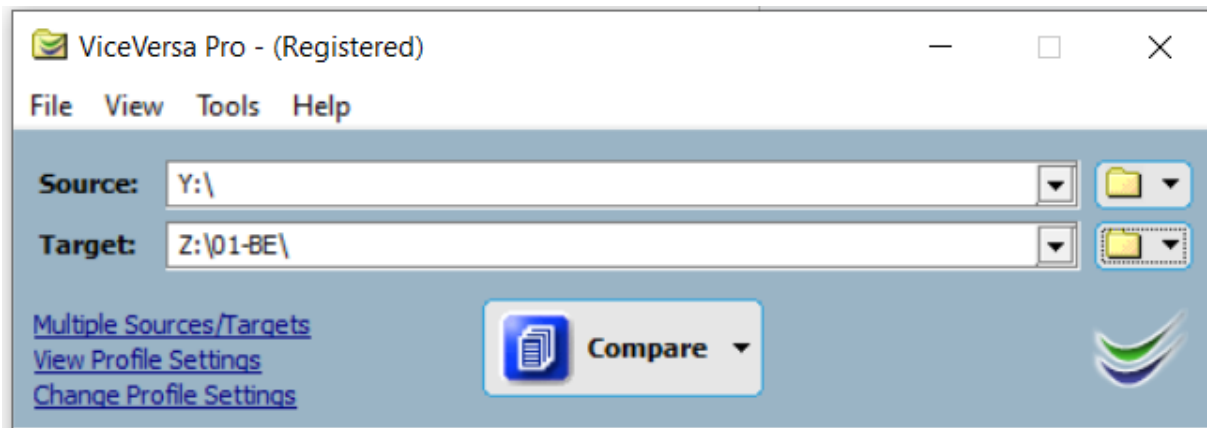 ViceVersa Pro - (Registered)
File View Tools Help
Source: Y:\
Target: Z:\01-BE\
Multiple Sources/Targets
View Profile Settings
Change Profile Settings
Compare